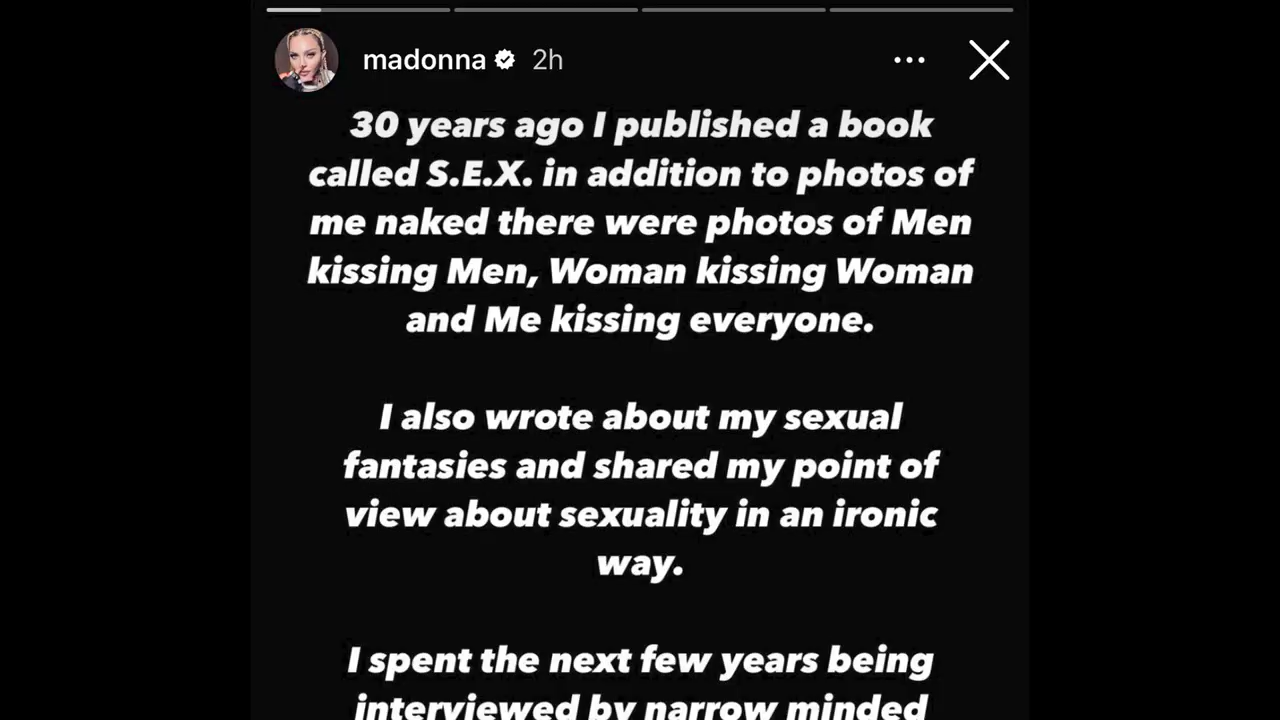 madonna 2h
30 years ago I published a book
called S.E.X. in addition to photos of
me naked there were photos of Men
kissing Men, Woman kissing Woman
and Me kissing everyone.
I also wrote about my sexual
fantasies and shared my point of
view about sexuality in an ironic
way.
I spent the next few years being
interviewed by narrow minded